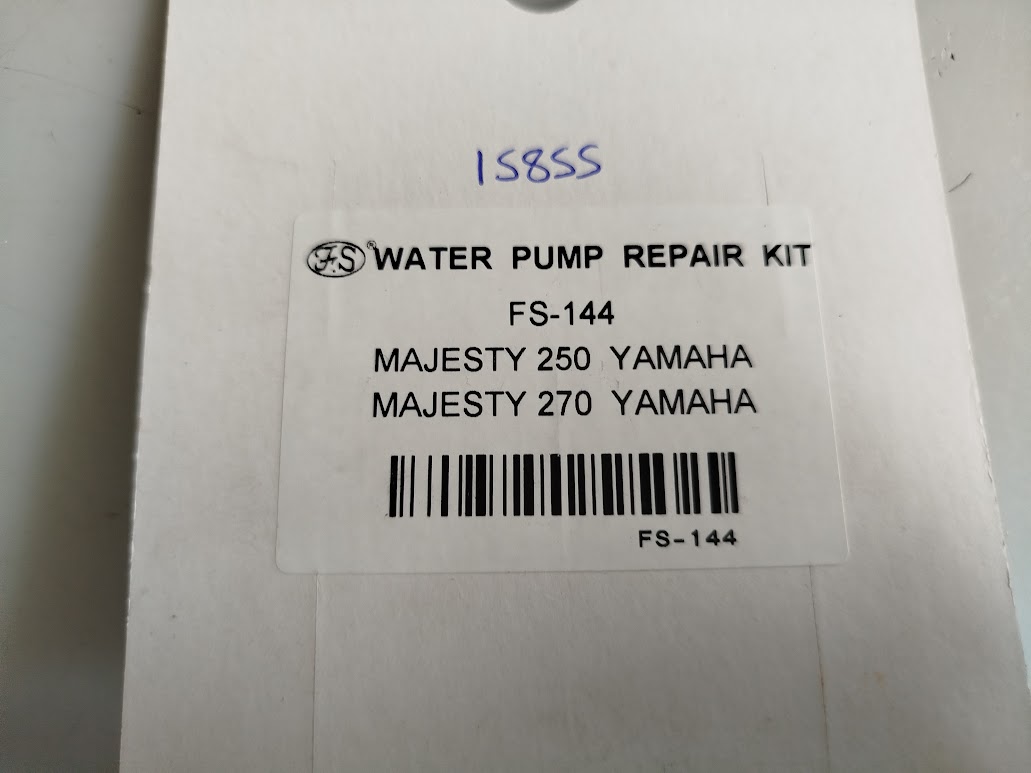 15855
FS® WATER PUMP REPAIR KIT
FS-144
MAJESTY 250 YAMAHA
MAJESTY 270 YAMAHA
FS-144